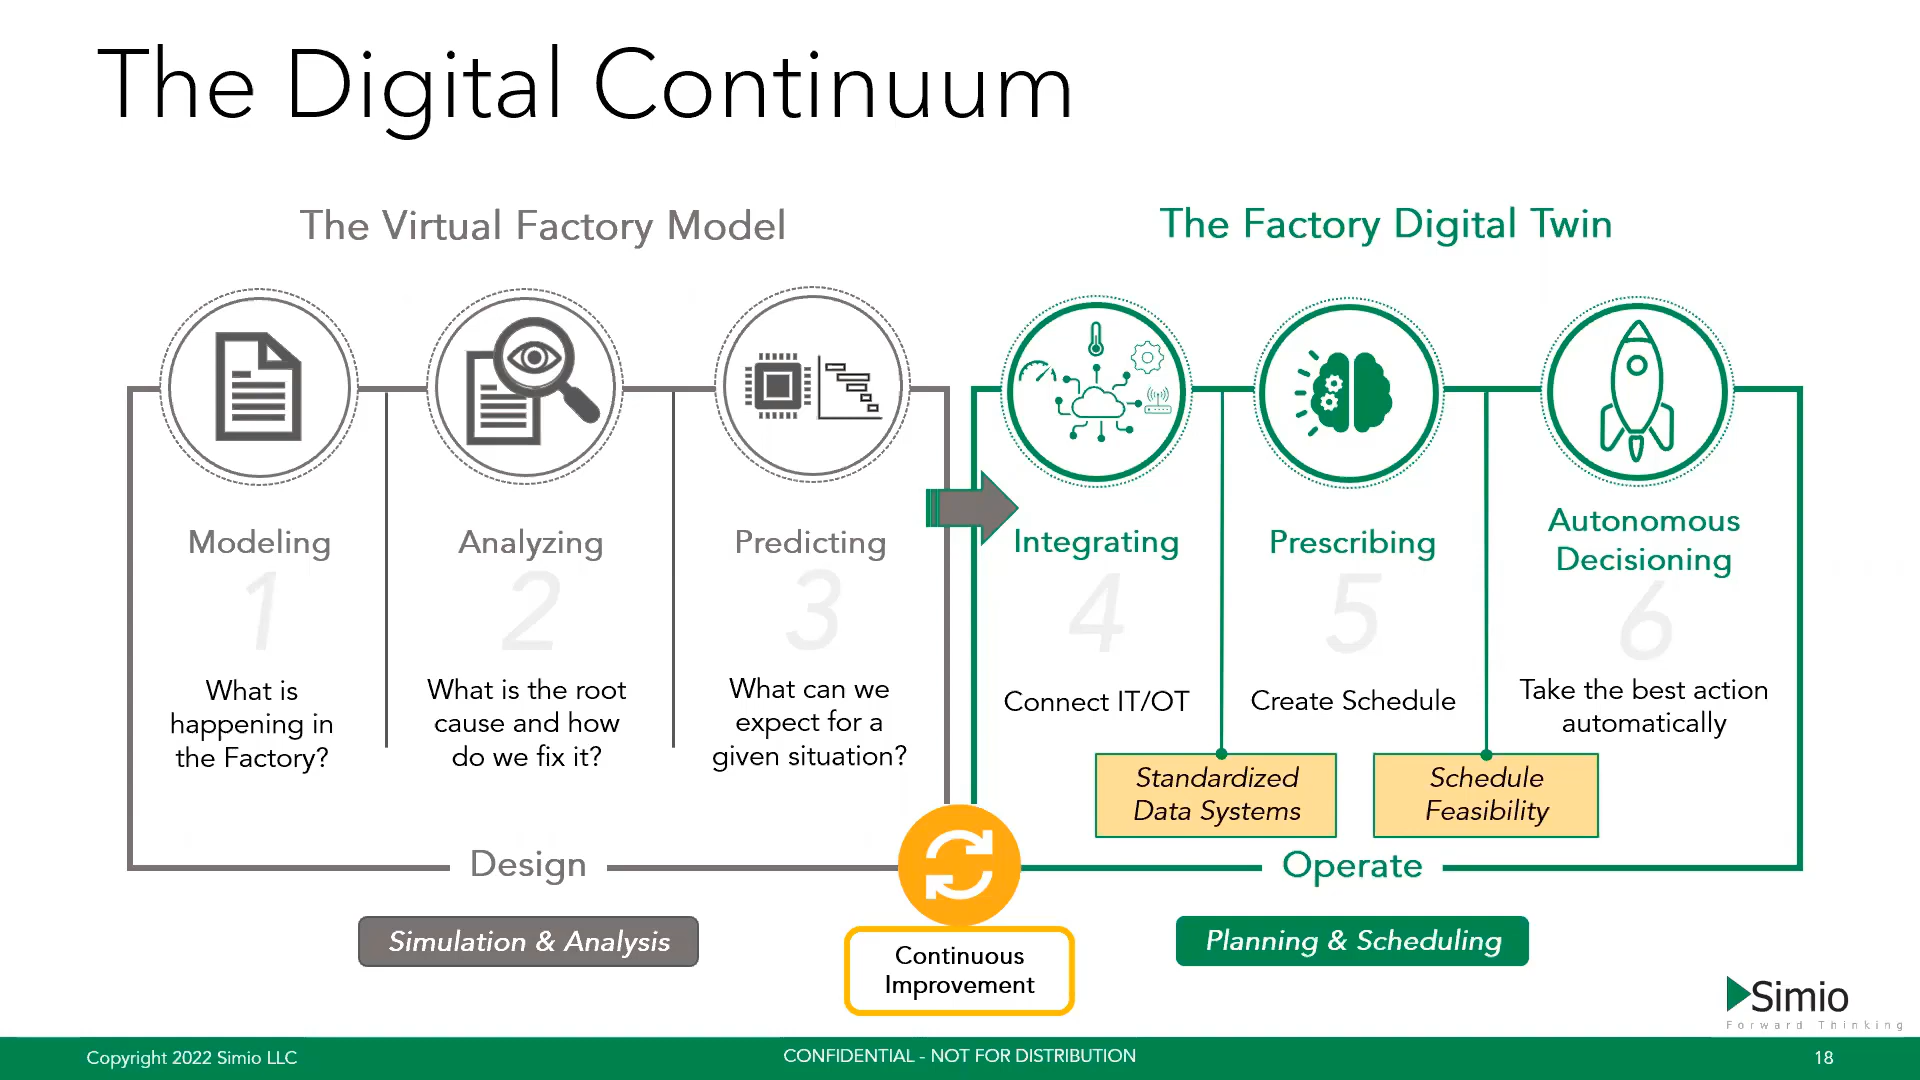 The Digital Continuum
The Virtual Factory Model
The Factory Digital Twin
Modeling
1
What is
happening in
the Factory?
Analyzing
2
What is the root
cause and how
do we fix it?
Predicting
3
What can we
expect for a
given situation?
Integrating
4
Connect IT/OT
Prescribing
5
Create Schedule
Autonomous
Decisioning
6
Take the best action
automatically
Standardized
Data Systems
Schedule
Feasibility
Design
Operate
Simulation & Analysis
Continuous
Improvement
Planning & Scheduling
Simio
Forward Thinking
Copyright 2022 Simio LLC
CONFIDENTIAL - NOT FOR DISTRIBUTION
18